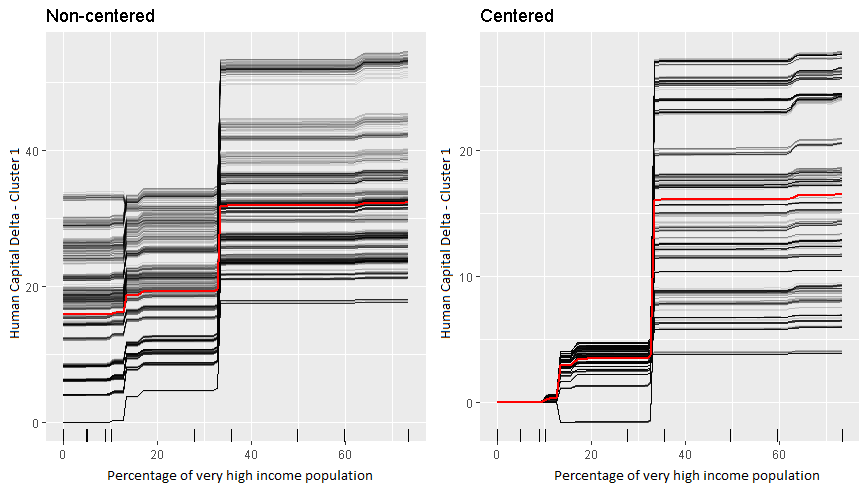 Non-centered
Human Capital Delta - Cluster 1
40
20
0
0
20
40
60
Percentage of very high income population
Centered
Human Capital Delta - Cluster 1
20
10
0
0
20
40
60
Percentage of very high income population